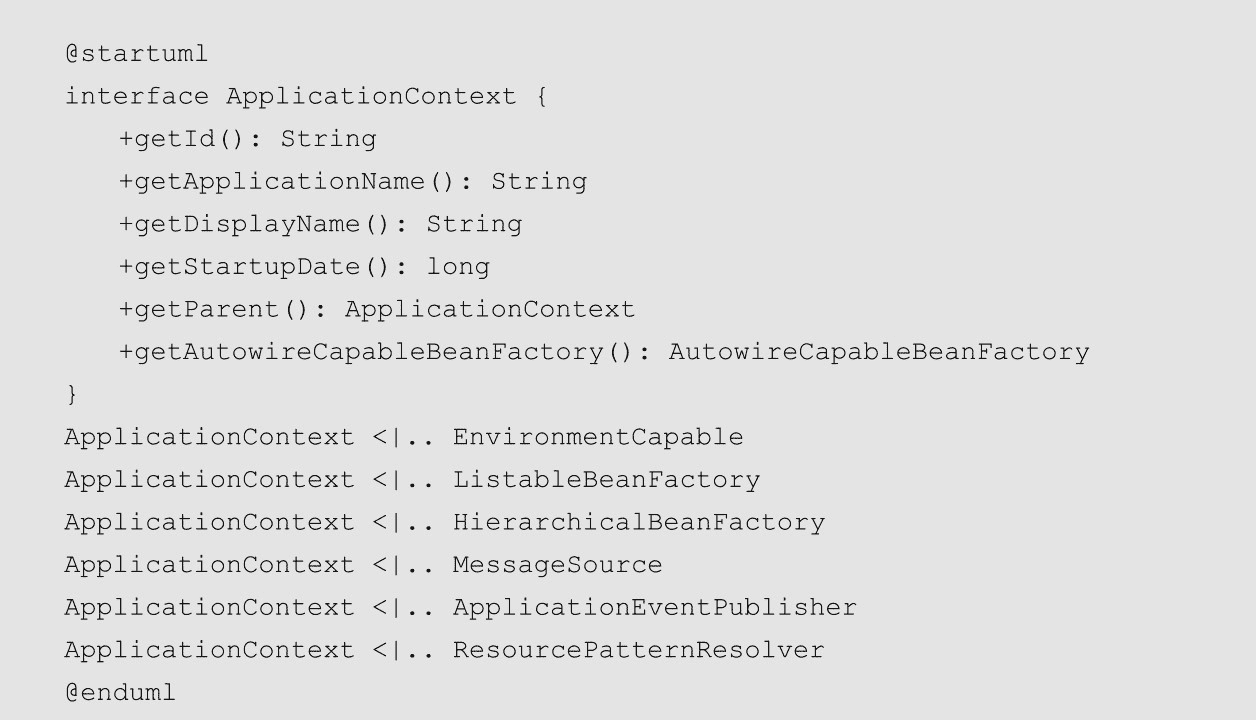 @startuml
interface ApplicationContext {
+getId(): String
+getApplicationName(): String
+getDisplayName(): String
+getStartupDate(): long
+getParent(): ApplicationContext
+getAutowireCapableBeanFactory(): AutowireCapableBeanFactory
}
ApplicationContext <|.. EnvironmentCapable
ApplicationContext <|.. ListableBeanFactory
ApplicationContext <|.. HierarchicalBeanFactory
ApplicationContext <|.. MessageSource
ApplicationContext <|.. ApplicationEventPublisher
ApplicationContext <|.. ResourcePatternResolver
@enduml